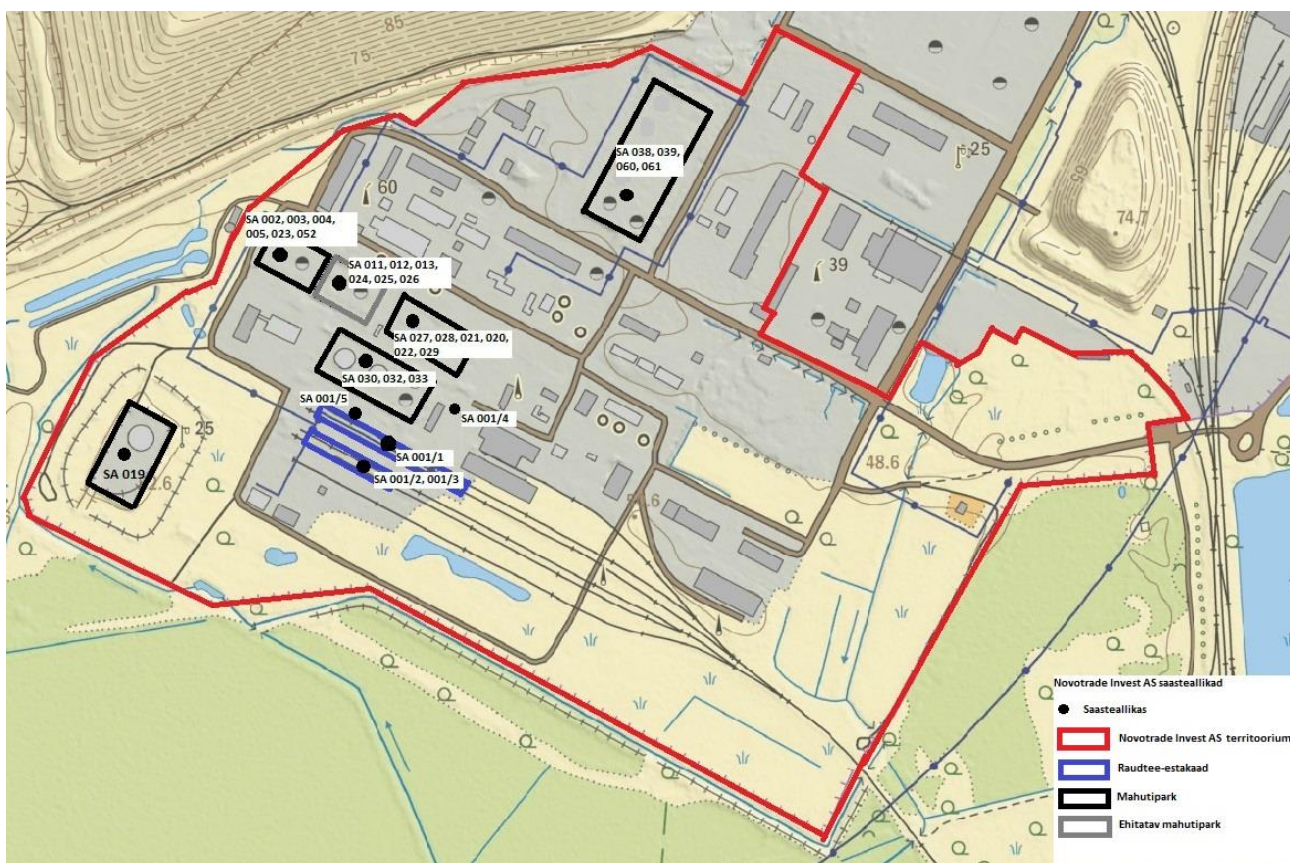 85
75
60
SA 038, 039,
060, 061
25
65
74.7
39
SA 002, 003, 004,
005, 023, 052
SA 011, 012, 013,
024, 025, 026
SA 027, 028, 021, 020,
022, 029
SA 030, 032, 033
SA 001/5
SA 001/4
SA 001/1
SA 001/2, 001/3
25
SA 019
48.6
0
Novotrade Invest AS saasteallikad
Saasteallikas
Novotrade Invest AS territoorium
Raudtee-estakaad
Mahutipark
Ehitatav mahutipark